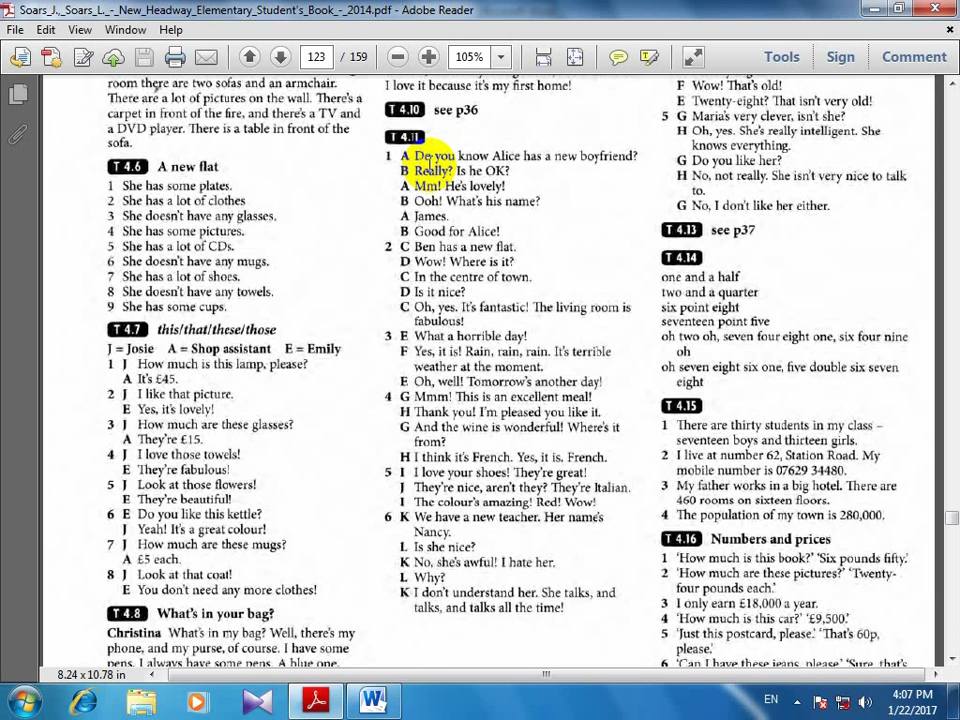 Soars_J.,_Soars_L._-_New_Headway_Elementary_Student's_Book_-_2014.pdf - Adobe Reader
File Edit View Window Help
123 / 159 105% Tools Sign Comment
room there are two sofas and an armchair.
There are a lot of pictures on the wall. There's a
carpet in front of the fire, and there's a TV and
a DVD player. There is a table in front of the
sofa.
T 4.6 A new flat
1 She has some plates.
2 She has a lot of clothes
3 She doesn't have any glasses.
4 She has some pictures.
5 She has a lot of CDs.
6 She doesn't have any mugs.
7 She has a lot of shoes.
8 She doesn't have any towels.
9 She has some cups.
T 4.7 this/that/these/those
J = Josie A = Shop assistant E = Emily
1 J How much is this lamp, please?
A It's £45.
2 J I like that picture.
E Yes, it's lovely!
3 J How much are these glasses?
A They're £15.
4 J I love those towels!
E They're fabulous!
5 J Look at those flowers!
E They're beautiful!
6 E Do you like this kettle?
J Yeah! It's a great colour!
7 J How much are these mugs?
A £5 each.
8 J Look at that coat!
E You don't need any more clothes!
T 4.8 What's in your bag?
Christina What's in my bag? Well, there's my
phone, and my purse, of course. I have some
pens. I always have some pens. A blue one,
I love it because it's my first home!
T 4.10 see p36
T 4.11
1 A Do you know Alice has a new boyfriend?
B Really? Is he OK?
A Mm! He's lovely!
B Ooh! What's his name?
A James.
B Good for Alice!
2 C Ben has a new flat.
D Wow! Where is it?
C In the centre of town.
D Is it nice?
C Oh, yes. It's fantastic! The living room is
fabulous!
3 E What a horrible day!
F Yes, it is! Rain, rain, rain. It's terrible
weather at the moment.
E Oh, well! Tomorrow's another day!
4 G Mmm! This is an excellent meal!
H Thank you! I'm pleased you like it.
G And the wine is wonderful! Where's it
from?
H I think it's French. Yes, it is. French.
5 I I love your shoes! They're great!
J They're nice, aren't they? They're Italian.
I The colour's amazing! Red! Wow!
6 K We have a new teacher. Her name's
Nancy.
L Is she nice?
K No, she's awful! I hate her.
L Why?
K I don't understand her. She talks, and
talks, and talks all the time!
F Wow! That's old!
E Twenty-eight? That isn't very old!
5 G Maria's very clever, isn't she?
H Oh, yes. She's really intelligent. She
knows everything.
G Do you like her?
H No, not really. She isn't very nice to talk
to.
G No, I don't like her either.
T 4.13 see p37
T 4.14
one and a half
two and a quarter
six point eight
seventeen point five
oh two oh, seven four eight one, six four nine
oh
oh seven eight six one, five double six seven
eight
T 4.15
1 There are thirty students in my class –
seventeen boys and thirteen girls.
2 I live at number 62, Station Road. My
mobile number is 07629 34480.
3 My father works in a big hotel. There are
460 rooms on sixteen floors.
4 The population of my town is 280,000.
T 4.16 Numbers and prices
1 'How much is this book?' 'Six pounds fifty.'
2 'How much are these pictures?' 'Twenty-
four pounds each.'
3 I only earn £18,000 a year.
4 'How much is this car?' '£9,500.'
5 'Just this postcard, please.' 'That's 60p,
please.'
6 'Can I have these jeans, please' 'Sure, that's
8.24 x 10.78 in
EN 4:07 PM
1/22/2017